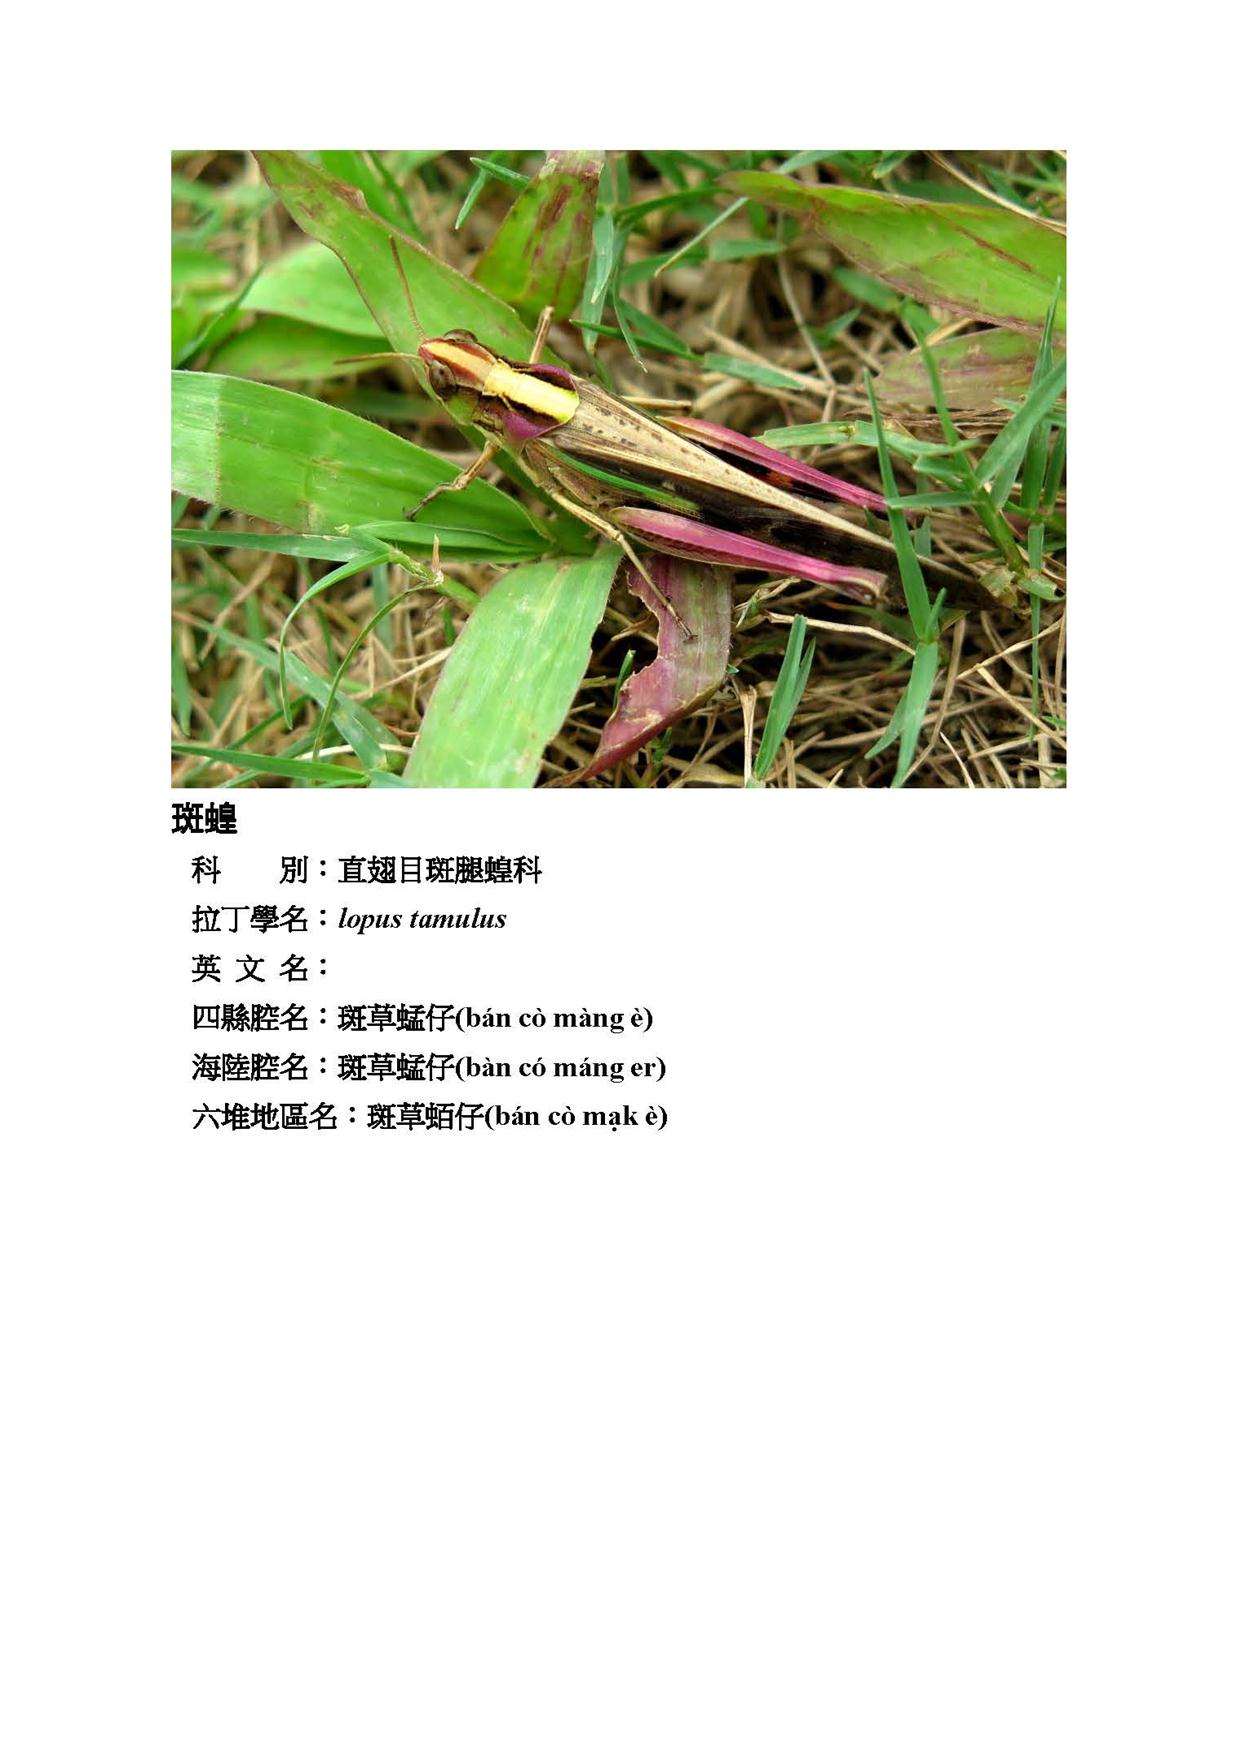 斑蝗
科　　別：直翅目斑腿蝗科
拉丁學名：lopus tamulus
英 文 名：
四縣腔名：斑草蜢仔(bán cò màng è)
海陸腔名：斑草蜢仔(bàn có máng er)
六堆地區名：斑草蛨仔(bán cò mạk è)